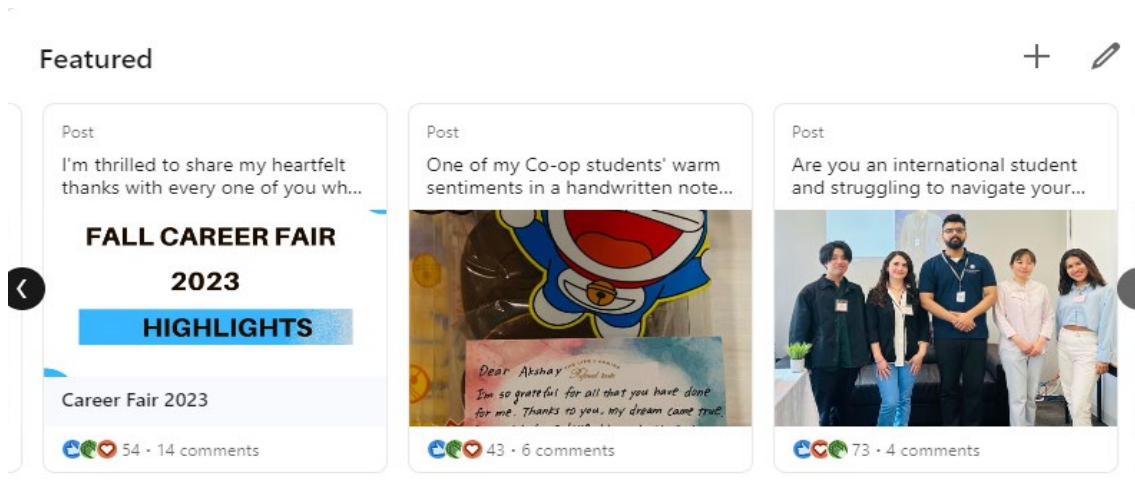 Featured
Post
I'm thrilled to share my heartfelt
thanks with every one of you wh...
FALL CAREER FAIR
2023
HIGHLIGHTS
Career Fair 2023
54 · 14 comments
Post
One of my Co-op students' warm
sentiments in a handwritten note...
Dear Akshay
I'm so grateful for all that you have done
for me. Thanks to you, my dream came true.
43 · 6 comments
Post
Are you an international student
and struggling to navigate your...
73 · 4 comments